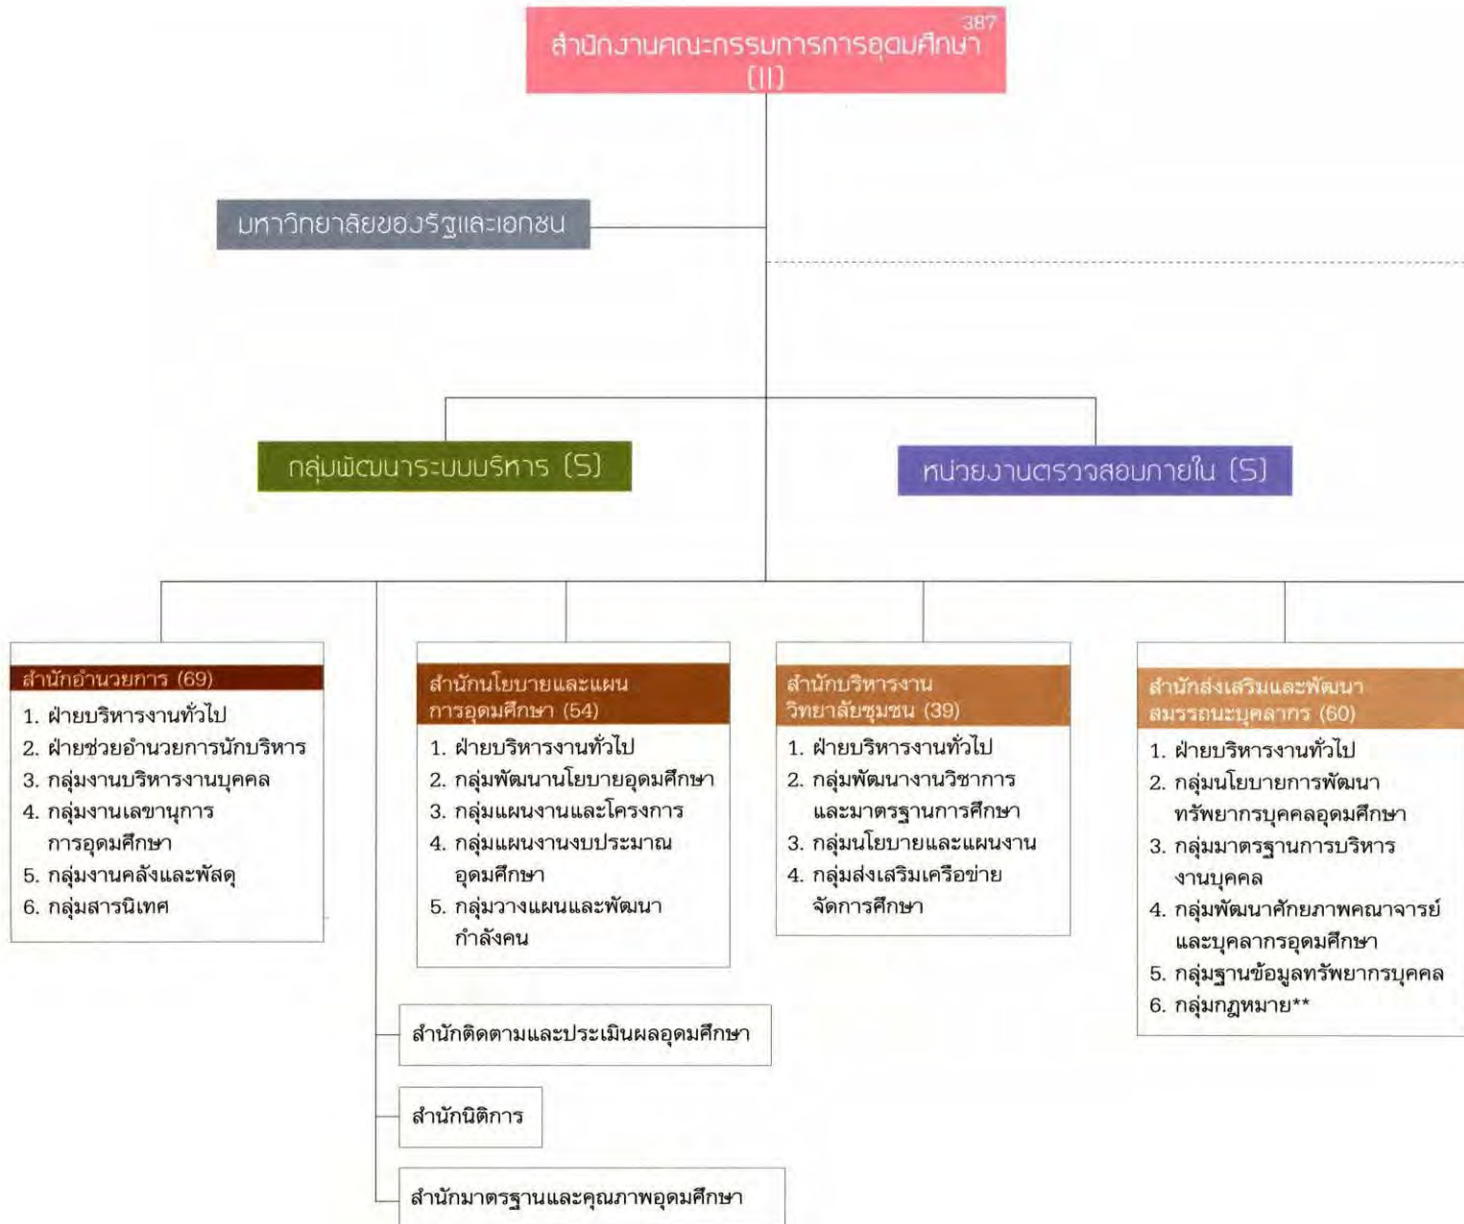 387
สำนักงานคณะกรรมการการอุดมศึกษา
(11)
มหาวิทยาลัยของรัฐและเอกชน
กลุ่มพัฒนาระบบบริหาร (5)
หน่วยงานตรวจสอบภายใน (5)
สำนักอำนวยการ (69)
1. ฝ่ายบริหารงานทั่วไป
2. ฝ่ายช่วยอำนวยการนักบริหาร
3. กลุ่มงานบริหารงานบุคคล
4. กลุ่มงานเลขานุการ
การอุดมศึกษา
5. กลุ่มงานคลังและพัสดุ
6. กลุ่มสารนิเทศ
สำนักนโยบายและแผน
การอุดมศึกษา (54)
1. ฝ่ายบริหารงานทั่วไป
2. กลุ่มพัฒนานโยบายอุดมศึกษา
3. กลุ่มแผนงานและโครงการ
4. กลุ่มแผนงานงบประมาณ
อุดมศึกษา
5. กลุ่มวางแผนและพัฒนา
กำลังคน
สำนักบริหารงาน
วิทยาลัยชุมชน (39)
1. ฝ่ายบริหารงานทั่วไป
2. กลุ่มพัฒนางานวิชาการ
และมาตรฐานการศึกษา
3. กลุ่มนโยบายและแผนงาน
4. กลุ่มส่งเสริมเครือข่าย
จัดการศึกษา
สำนักส่งเสริมและพัฒนา
สมรรถนะบุคลากร (60)
1. ฝ่ายบริหารงานทั่วไป
2. กลุ่มนโยบายการพัฒนา
ทรัพยากรบุคคลอุดมศึกษา
3. กลุ่มมาตรฐานการบริหาร
งานบุคคล
4. กลุ่มพัฒนาศักยภาพคณาจารย์
และบุคลากรอุดมศึกษา
5. กลุ่มฐานข้อมูลทรัพยากรบุคคล
6. กลุ่มกฎหมาย**
สำนักติดตามและประเมินผลอุดมศึกษา
สำนักนิติการ
สำนักมาตรฐานและคุณภาพอุดมศึกษา